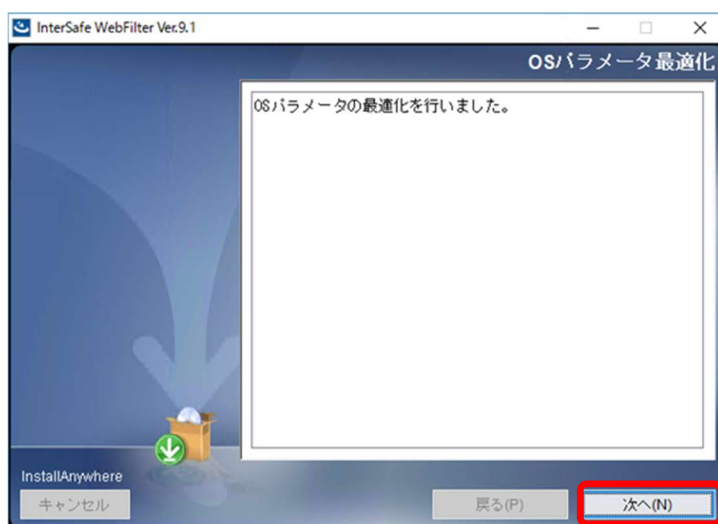 InterSafe WebFilter Ver.9.1
OSパラメータ最適化
OSパラメータの最適化を行いました。
InstallAnywhere
キャンセル
戻る(P)
次へ(N)